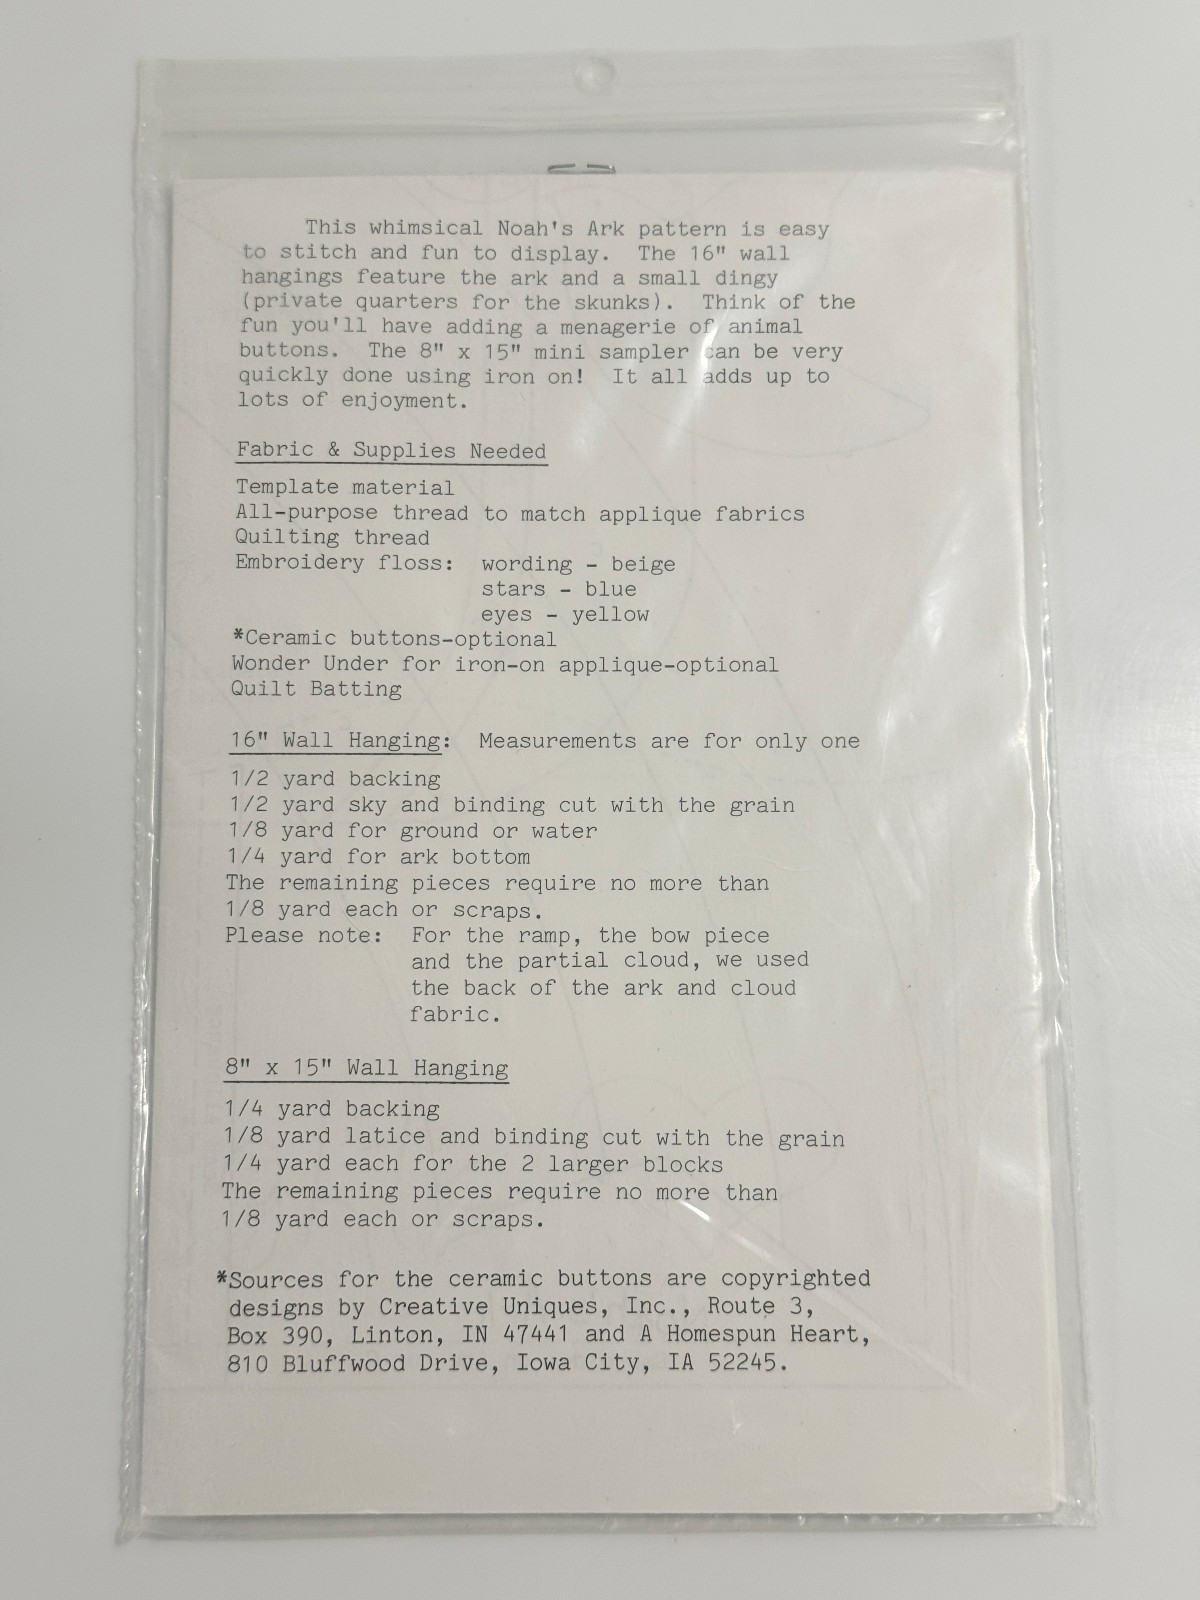 This whimsical Noah's Ark pattern is easy
to stitch and fun to display. The 16" wall
hangings feature the ark and a small dingy
(private quarters for the skunks). Think of the
fun you'll have adding a menagerie of animal
buttons. The 8" x 15" mini sampler can be very
quickly done using iron on! It all adds up to
lots of enjoyment.
Fabric & Supplies Needed
Template material
All-purpose thread to match applique fabrics
Quilting thread
Embroidery floss: wording - beige
stars - blue
eyes - yellow
*Ceramic buttons-optional
Wonder Under for iron-on applique-optional
Quilt Batting
16" Wall Hanging: Measurements are for only one
1/2 yard backing
1/2 yard sky and binding cut with the grain
1/8 yard for ground or water
1/4 yard for ark bottom
The remaining pieces require no more than
1/8 yard each or scraps.
Please note: For the ramp, the bow piece
and the partial cloud, we used
the back of the ark and cloud
fabric.
8" x 15" Wall Hanging
1/4 yard backing
1/8 yard latice and binding cut with the grain
1/4 yard each for the 2 larger blocks
The remaining pieces require no more than
1/8 yard each or scraps.
*Sources for the ceramic buttons are copyrighted
designs by Creative Uniques, Inc., Route 3,
Box 390, Linton, IN 47441 and A Homespun Heart,
810 Bluffwood Drive, Iowa City, IA 52245.